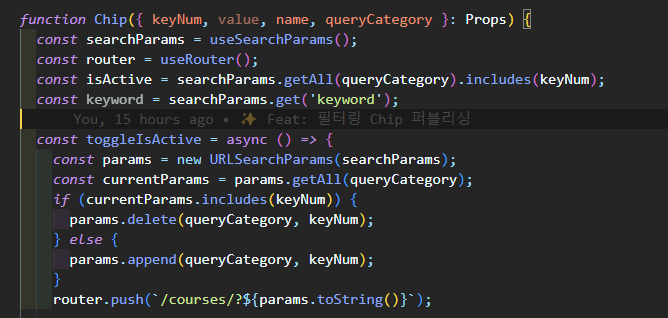 function Chip({ keyNum, value, name, queryCategory }: Props) {
  const searchParams = useSearchParams();
  const router = useRouter();
  const isActive = searchParams.getAll(queryCategory).includes(keyNum);
  const keyword = searchParams.get('keyword');
      You, 15 hours ago • ✨ Feat: 필터링 Chip 퍼블리싱
  const toggleIsActive = async () => {
    const params = new URLSearchParams(searchParams);
    const currentParams = params.getAll(queryCategory);
    if (currentParams.includes(keyNum)) {
      params.delete(queryCategory, keyNum);
    } else {
      params.append(queryCategory, keyNum);
    }
    router.push(`/courses/?${params.toString()}`);